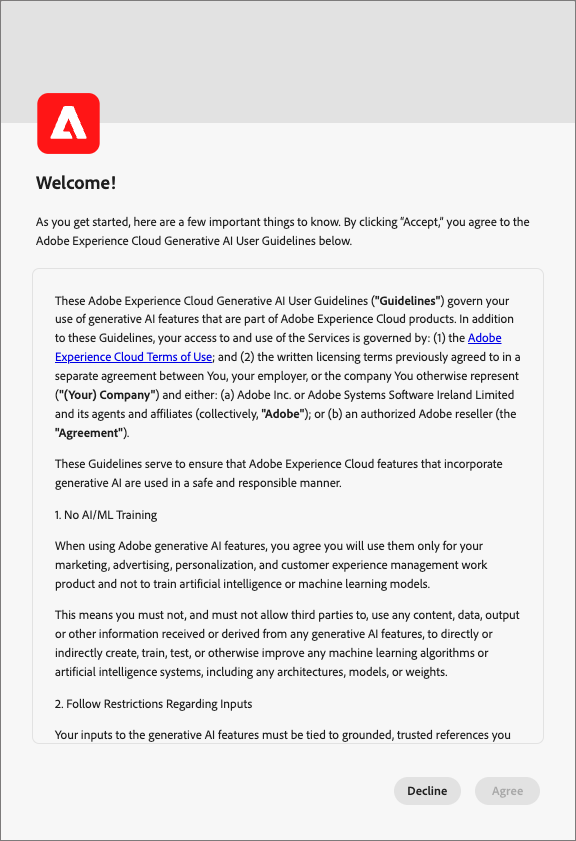 Welcome!
As you get started, here are a few important things to know. By clicking “Accept,” you agree to the
Adobe Experience Cloud Generative AI User Guidelines below.
These Adobe Experience Cloud Generative AI User Guidelines ("Guidelines") govern your
use of generative AI features that are part of Adobe Experience Cloud products. In addition
to these Guidelines, your access to and use of the Services is governed by: (1) the Adobe
Experience Cloud Terms of Use; and (2) the written licensing terms previously agreed to in a
separate agreement between You, your employer, or the company You otherwise represent
("(Your) Company") and either: (a) Adobe Inc. or Adobe Systems Software Ireland Limited
and its agents and affiliates (collectively, "Adobe"); or (b) an authorized Adobe reseller (the
"Agreement").
These Guidelines serve to ensure that Adobe Experience Cloud features that incorporate
generative AI are used in a safe and responsible manner.
1. No AI/ML Training
When using Adobe generative AI features, you agree you will use them only for your
marketing, advertising, personalization, and customer experience management work
product and not to train artificial intelligence or machine learning models.
This means you must not, and must not allow third parties to, use any content, data, output
or other information received or derived from any generative AI features, to directly or
indirectly create, train, test, or otherwise improve any machine learning algorithms or
artificial intelligence systems, including any architectures, models, or weights.
2. Follow Restrictions Regarding Inputs
Your inputs to the generative AI features must be tied to grounded, trusted references you
Decline
Agree